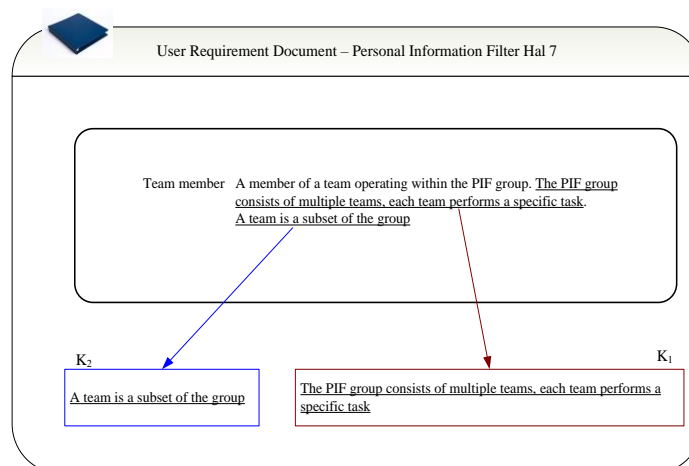 User Requirement Document – Personal Information Filter Hal 7
Team member A member of a team operating within the PIF group. The PIF group
consists of multiple teams, each team performs a specific task.
A team is a subset of the group
K2
K1
A team is a subset of the group
The PIF group consists of multiple teams, each team performs a
specific task